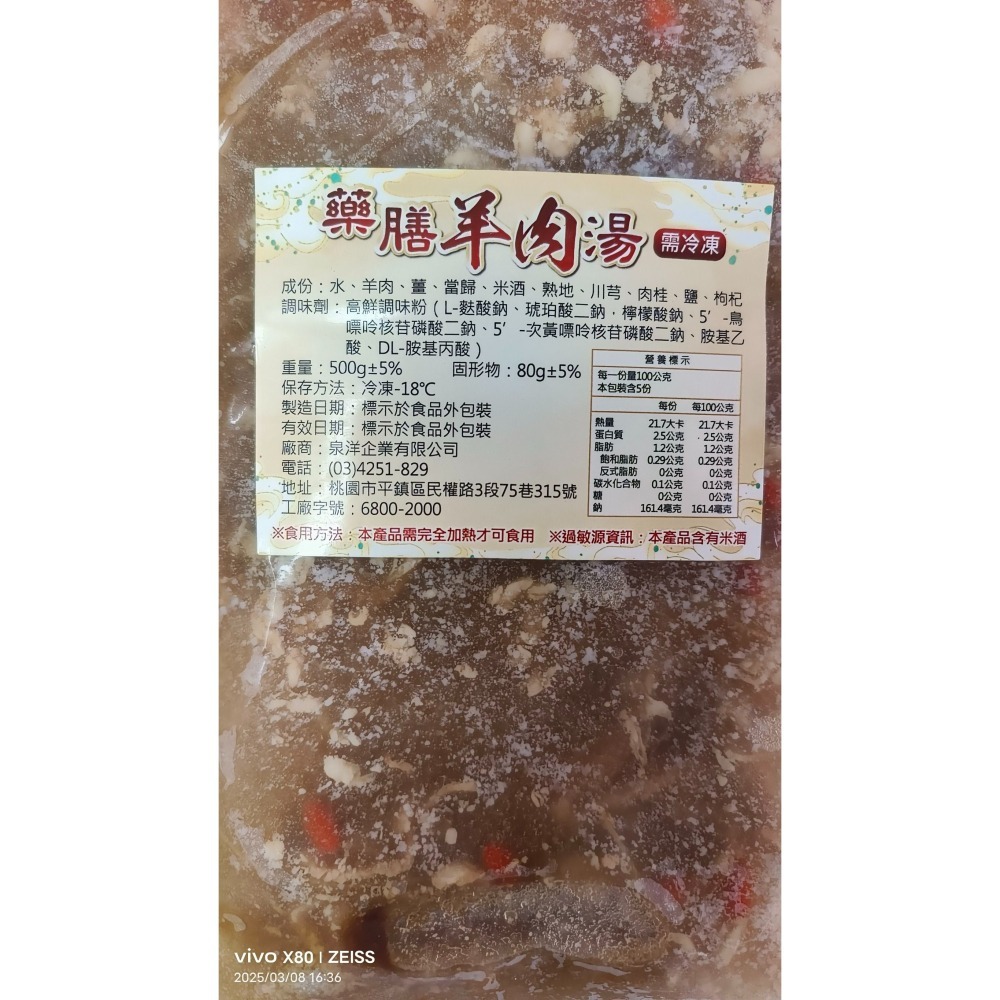 藥膳羊肉湯 需冷凍
成份：水、羊肉、薑、當歸、米酒、熟地、川芎、肉桂、鹽、枸杞
調味劑：高鮮調味粉（L-麩酸鈉、琥珀酸二鈉．檸檬酸鈉、5’-鳥
嘌呤核苷磷酸二鈉、5’-次黃嘌呤核苷磷酸二鈉、胺基乙
酸、DL-胺基丙酸）
重量：500g±5% 固形物：80g±5%
保存方法：冷凍-18℃
製造日期：標示於食品外包裝
有效日期：標示於食品外包裝
廠商：泉洋企業有限公司
電話：(03)4251-829
地址：桃園市平鎮區民權路3段75巷315號
工廠字號：6800-2000
營養標示
每一份量100公克
本包裝含5份
每份 每100公克
熱量 21.7大卡 21.7大卡
蛋白質 2.5公克 2.5公克
脂肪 1.2公克 1.2公克
飽和脂肪 0.29公克 0.29公克
反式脂肪 0公克 0公克
碳水化合物 0.1公克 0.1公克
糖 0公克 0公克
鈉 161.4毫克 161.4毫克
※食用方法：本產品需完全加熱才可食用 ※過敏源資訊：本產品含有米酒
vivo X80 | ZEISS
2025/03/08 16:36